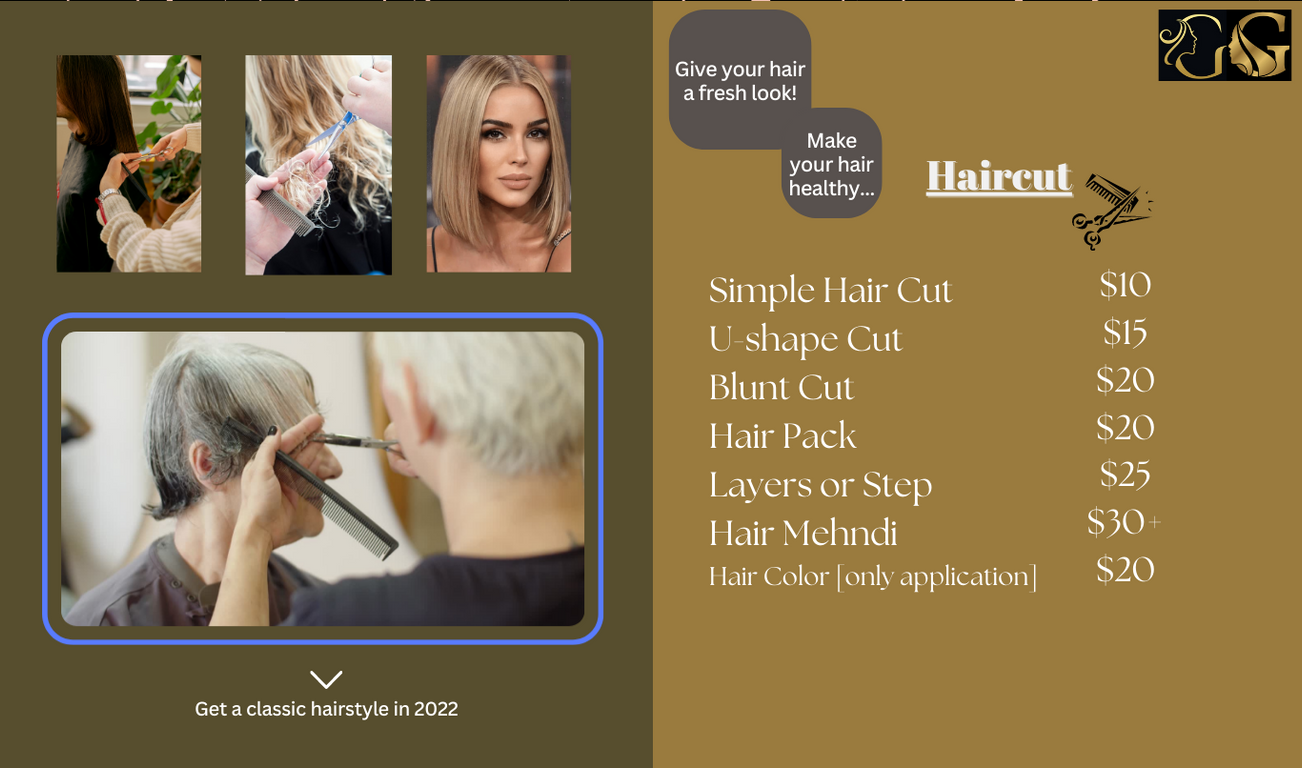 Give your hair
a fresh look!
Make
your hair
healthy...
Haircut
GG
Simple Hair Cut $10
U-shape Cut $15
Blunt Cut $20
Hair Pack $20
Layers or Step $25
Hair Mehndi $30+
Hair Color [only application] $20
Get a classic hairstyle in 2022